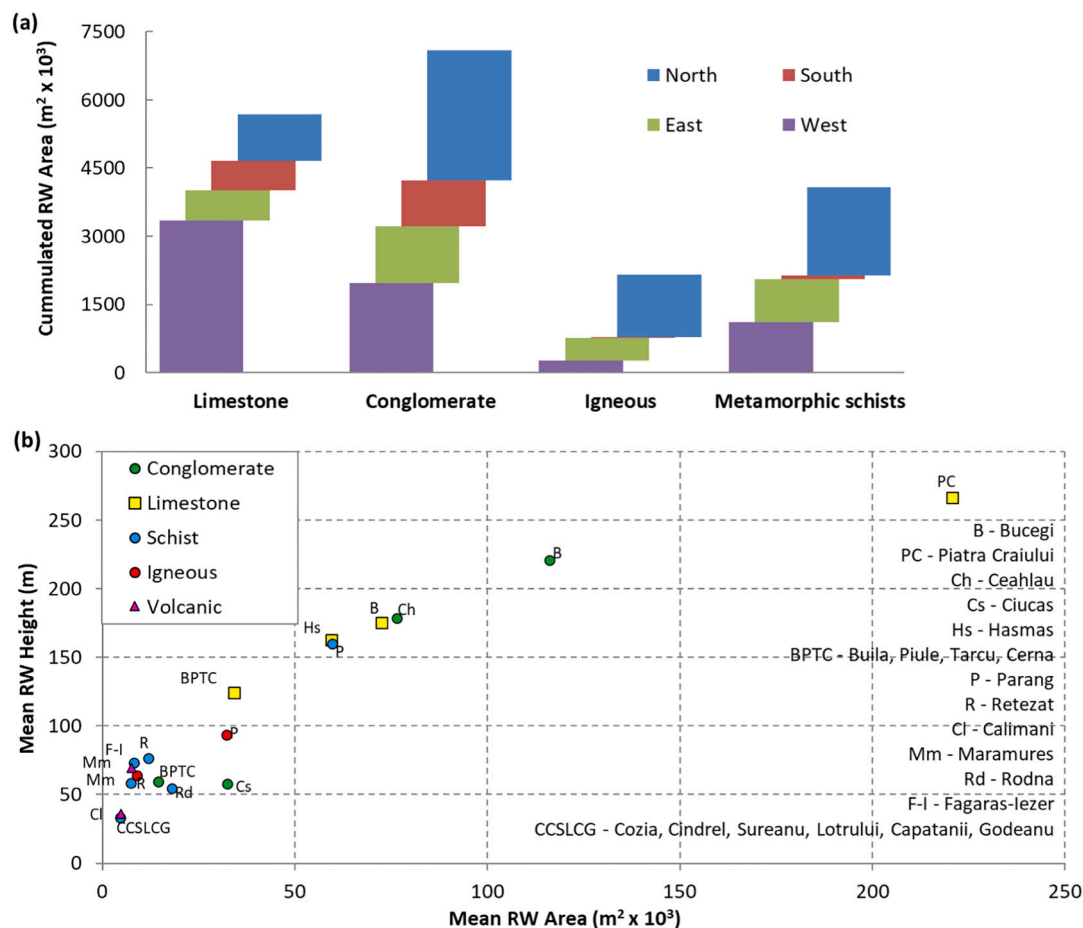 (a)
Cummulated RW Area (m² x 10³)
7500
6000
4500
3000
1500
0
North
South
East
West
Limestone
Conglomerate
Igneous
Metamorphic schists
(b)
Mean RW Height (m)
300
250
200
150
100
50
0
Conglomerate
Limestone
Schist
Igneous
Volcanic
PC
B
B
Ch
Hs
P
BPTC
P
R
F-I
Mm
BPTC
Mm
R
Rd
Cs
Cl
CCSLCG
B - Bucegi
PC - Piatra Craiului
Ch - Ceahlau
Cs - Ciucas
Hs - Hasmas
BPTC - Buila, Piule, Tarcu, Cerna
P - Parang
R - Retezat
Cl - Calimani
Mm - Maramures
Rd - Rodna
F-I - Fagaras-Iezer
CCSLCG - Cozia, Cindrel, Sureanu, Lotrului, Capatanii, Godeanu
0
50
100
150
200
250
Mean RW Area (m² x 10³)